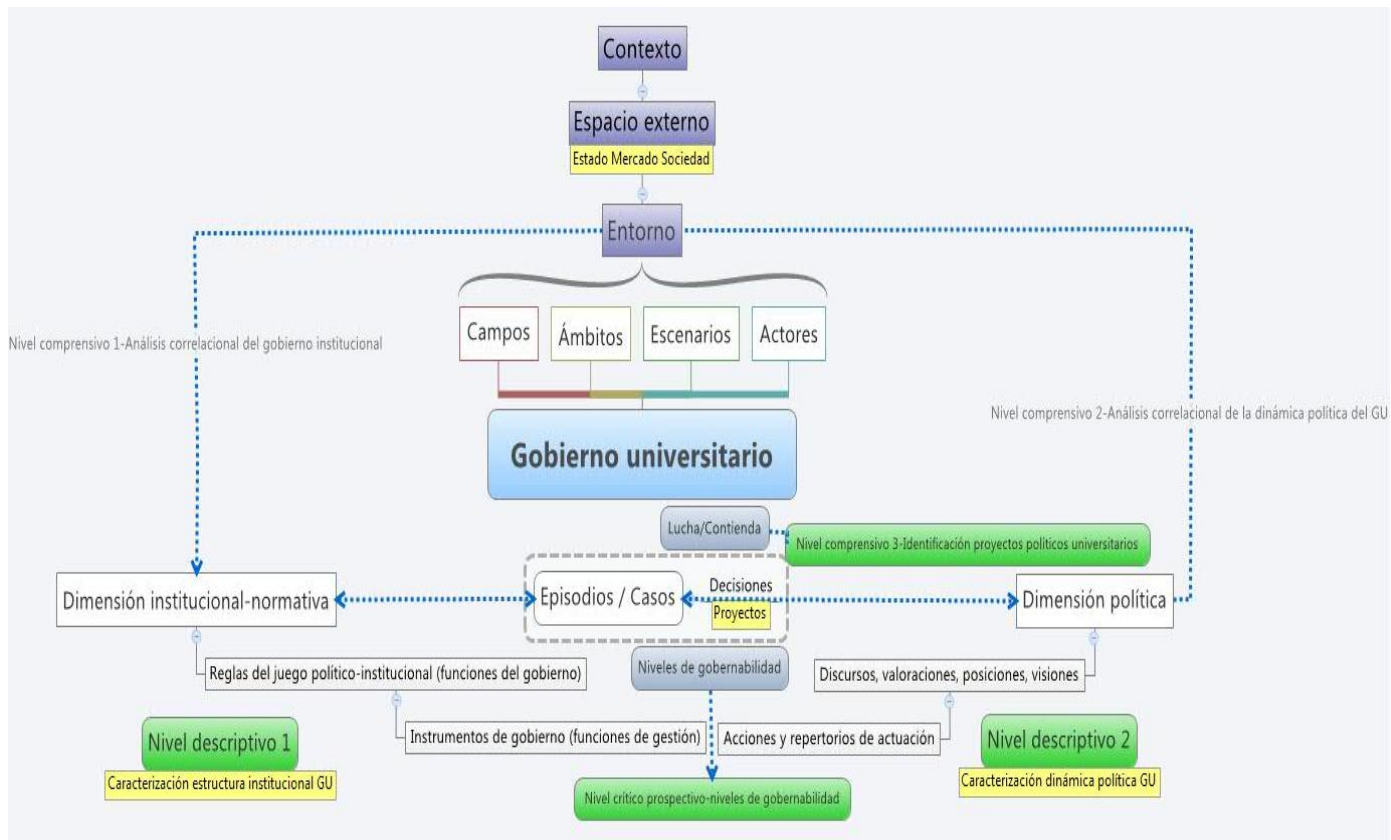 Contexto
Espacio externo
Estado Mercado Sociedad
Entorno
Campos
Ámbitos
Escenarios
Actores
Nivel comprensivo 1-Análisis correlacional del gobierno institucional
Nivel comprensivo 2-Análisis correlacional de la dinámica política del GU
Gobierno universitario
Lucha/Contienda
Nivel comprensivo 3-Identificación proyectos políticos universitarios
Dimensión institucional-normativa
Episodios / Casos
Decisiones
Proyectos
Dimensión política
Reglas del juego político-institucional (funciones del gobierno)
Niveles de gobernabilidad
Discursos, valoraciones, posiciones, visiones
Instrumentos de gobierno (funciones de gestión)
Acciones y repertorios de actuación
Nivel descriptivo 1
Caracterización estructura institucional GU
Nivel descriptivo 2
Caracterización dinámica política GU
Nivel crítico prospectivo-niveles de gobernabilidad